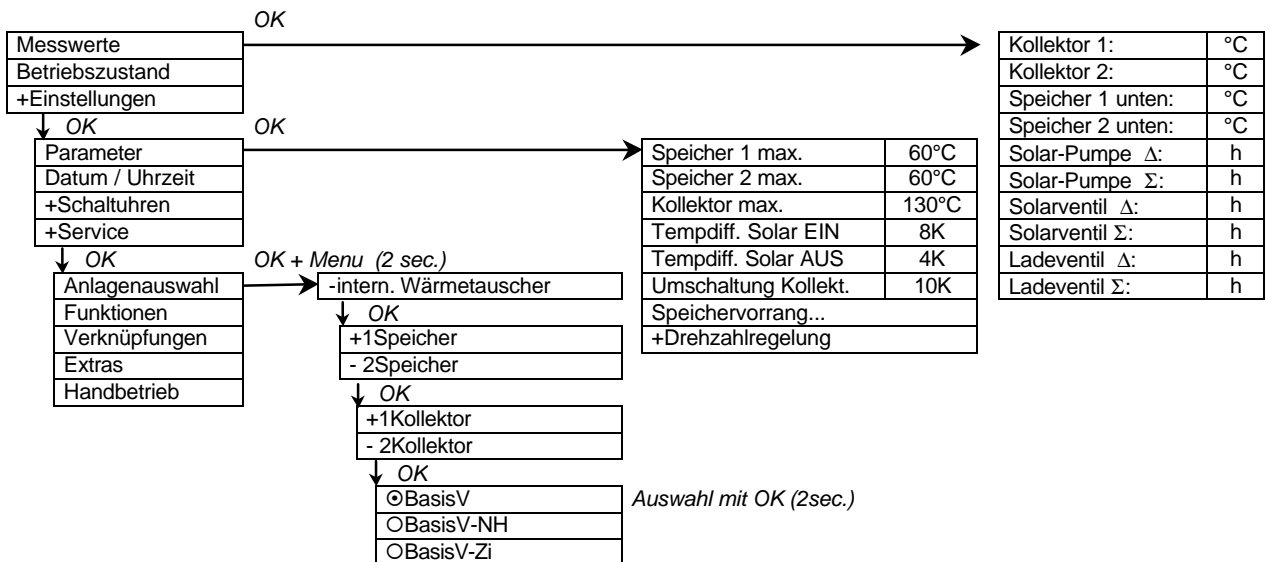 OK
Messwerte
Betriebszustand
+Einstellungen
OK
OK
Parameter
Datum / Uhrzeit
+Schaltuhren
+Service
OK
OK + Menu (2 sec.)
Anlagenauswahl
Funktionen
Verknüpfungen
Extras
Handbetrieb
-intern. Wärmetauscher
OK
+1Speicher
- 2Speicher
OK
+1Kollektor
- 2Kollektor
OK
⊙BasisV
○BasisV-NH
○BasisV-Zi
Auswahl mit OK (2sec.)
Speicher 1 max. 60°C
Speicher 2 max. 60°C
Kollektor max. 130°C
Tempdiff. Solar EIN 8K
Tempdiff. Solar AUS 4K
Umschaltung Kollekt. 10K
Speichervorrang...
+Drehzahlregelung
Kollektor 1: °C
Kollektor 2: °C
Speicher 1 unten: °C
Speicher 2 unten: °C
Solar-Pumpe Δ: h
Solar-Pumpe Σ: h
Solarventil Δ: h
Solarventil Σ: h
Ladeventil Δ: h
Ladeventil Σ: h